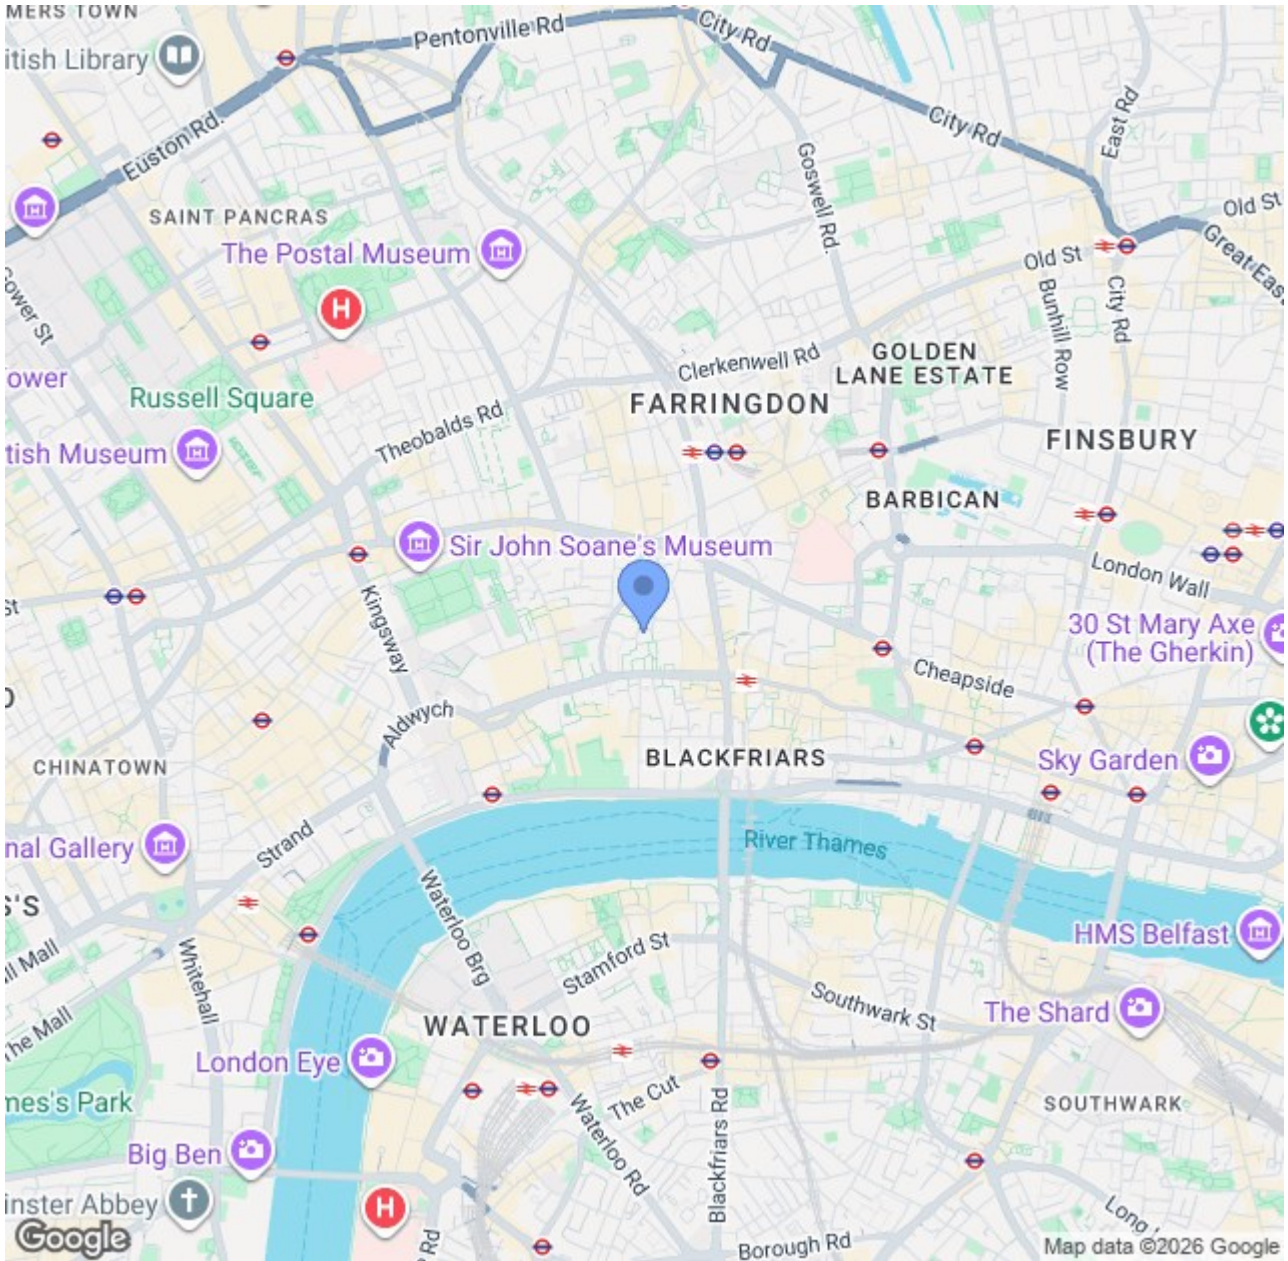 MERS TOWN
Pentonville Rd
City Rd
itish Library
East Rd
City Rd
Euston Rd
Goswell Rd.
Old St
SAINT PANCRAS
The Postal Museum
Old St
Great East
Gower St
Bunhill Row
City Rd
Clerkenwell Rd
GOLDEN
LANE ESTATE
ower
Russell Square
FARRINGDON
Theobalds Rd
FINSBURY
tish Museum
BARBICAN
Sir John Soane's Museum
London Wall
St
Kingsway
30 St Mary Axe
(The Gherkin)
Cheapside
Aldwych
BLACKFRIARS
Sky Garden
CHINATOWN
River Thames
nal Gallery
Strand
S'S
Waterloo Brg
HMS Belfast
ll Mall
Whitehall
Stamford St
Southwark St
The Shard
The Mall
WATERLOO
London Eye
mes's Park
The Cut
SOUTHWARK
Big Ben
Waterloo Rd
Blackfriars Rd
inster Abbey
Long
Rd
Borough Rd
Google
Map data ©2026 Google